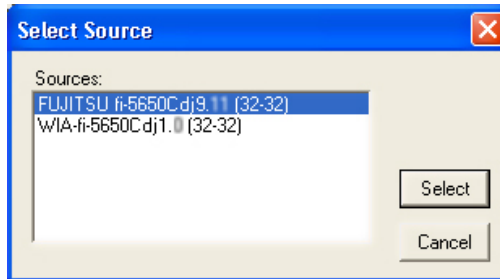 Select Source
Sources:
FUJITSU fi-5650Cdj9.11 (32-32)
WIA-fi-5650Cdj1.0 (32-32)
Select
Cancel